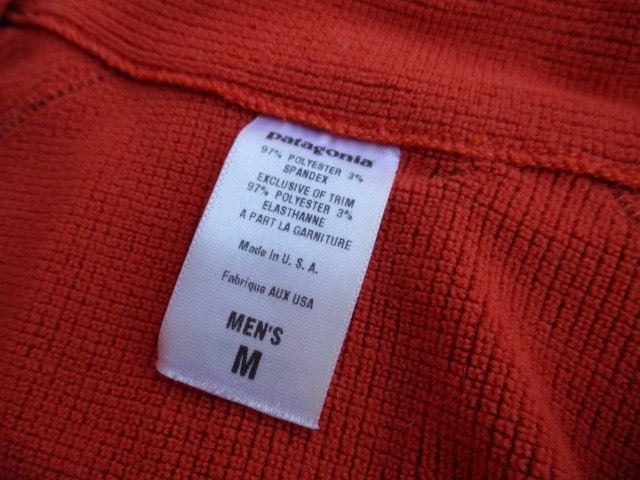 patagonia
97% POLYESTER 3%
SPANDEX
EXCLUSIVE OF TRIM
97% POLYESTER 3%
ELASTHANNE
A PART LA GARNITURE
Made in U. S. A.
Fabrique AUX USA
MEN'S
M